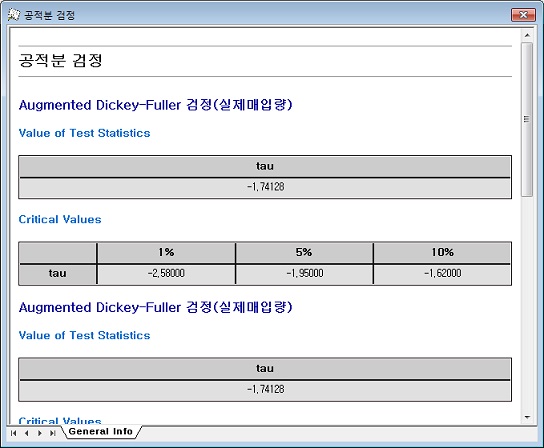 공적분 검정
공적분 검정
Augmented Dickey-Fuller 검정(실제매입량)
Value of Test Statistics
tau
-1,74128
Critical Values
1% 5% 10%
tau -2,58000 -1,95000 -1,62000
Augmented Dickey-Fuller 검정(실제매입량)
Value of Test Statistics
tau
-1,74128
Critical Values
General Info